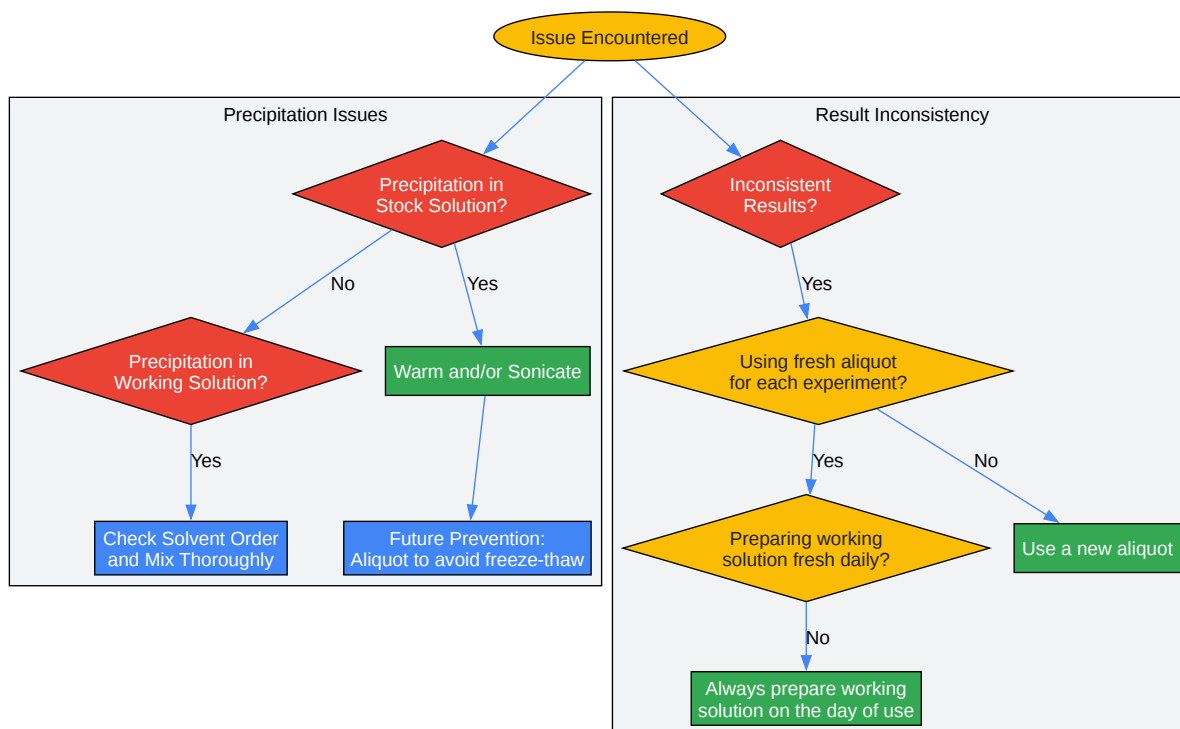 Issue Encountered
Precipitation Issues
Result Inconsistency
Precipitation in
Stock Solution?
Inconsistent
Results?
No
Yes
Yes
Precipitation in
Working Solution?
Warm and/or Sonicate
Using fresh aliquot
for each experiment?
Yes
Yes
No
Check Solvent Order
and Mix Thoroughly
Future Prevention:
Aliquot to avoid freeze-thaw
Preparing working
solution fresh daily?
Use a new aliquot
No
Always prepare working
solution on the day of use